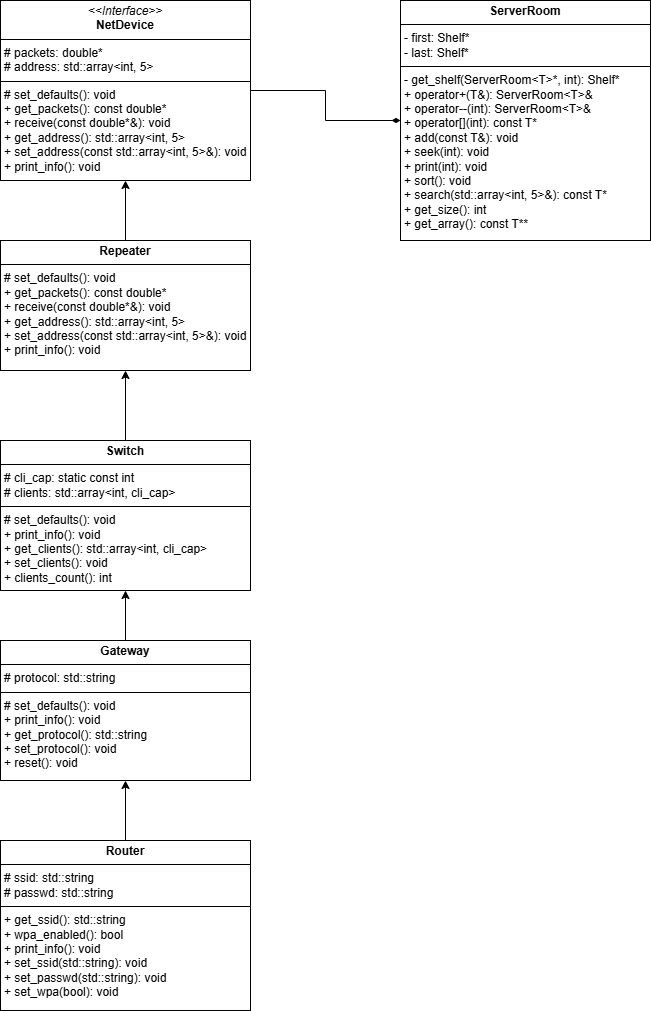 <<Interface>>
NetDevice
# packets: double*
# address: std::array<int, 5>
# set_defaults(): void
+ get_packets(): const double*
+ receive(const double*&): void
+ get_address(): std::array<int, 5>
+ set_address(const std::array<int, 5>&): void
+ print_info(): void
ServerRoom
- first: Shelf*
- last: Shelf*
- get_shelf(ServerRoom<T>*, int): Shelf*
+ operator+(T&): ServerRoom<T>&
+ operator--(int): ServerRoom<T>&
+ operator[](int): const T*
+ add(const T&): void
+ seek(int): void
+ print(int): void
+ sort(): void
+ search(std::array<int, 5>&): const T*
+ get_size(): int
+ get_array(): const T**
Repeater
# set_defaults(): void
+ get_packets(): const double*
+ receive(const double*&): void
+ get_address(): std::array<int, 5>
+ set_address(const std::array<int, 5>&): void
+ print_info(): void
Switch
# cli_cap: static const int
# clients: std::array<int, cli_cap>
# set_defaults(): void
+ print_info(): void
+ get_clients(): std::array<int, cli_cap>
+ set_clients(): void
+ clients_count(): int
Gateway
# protocol: std::string
# set_defaults(): void
+ print_info(): void
+ get_protocol(): std::string
+ set_protocol(): void
+ reset(): void
Router
# ssid: std::string
# passwd: std::string
+ get_ssid(): std::string
+ wpa_enabled(): bool
+ print_info(): void
+ set_ssid(std::string): void
+ set_passwd(std::string): void
+ set_wpa(bool): void